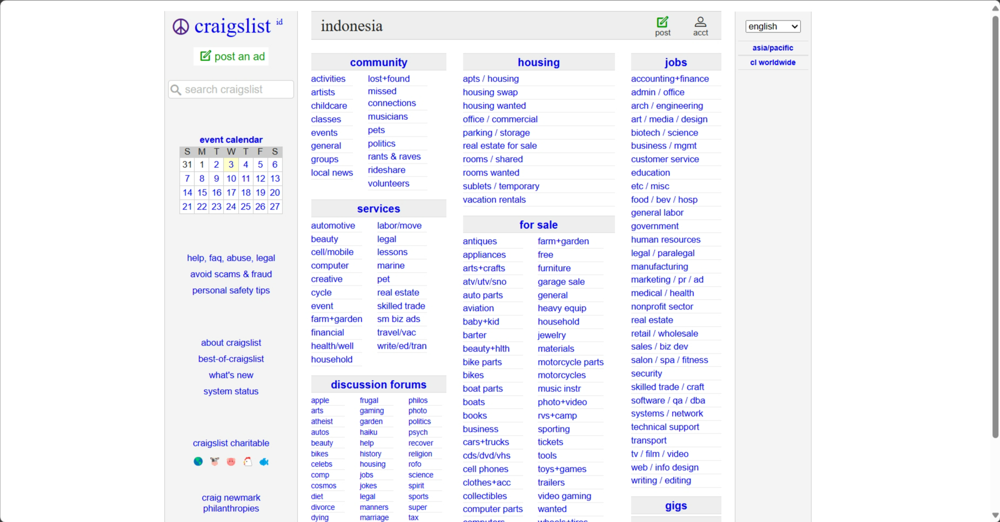 craigslist id
post an ad
search craigslist
event calendar
S M T W T F S
31 1 2 3 4 5 6
7 8 9 10 11 12 13
14 15 16 17 18 19 20
21 22 23 24 25 26 27
help, faq, abuse, legal
avoid scams & fraud
personal safety tips
about craigslist
best-of-craigslist
what's new
system status
craigslist charitable
craig newmark
philanthropies
indonesia
post
acct
community
activities
artists
childcare
classes
events
general
groups
local news
lost+found
missed
connections
musicians
pets
politics
rants & raves
rideshare
volunteers
services
automotive
beauty
cell/mobile
computer
creative
cycle
event
farm+garden
financial
health/well
household
labor/move
legal
lessons
marine
pet
real estate
skilled trade
sm biz ads
travel/vac
write/ed/tran
discussion forums
apple
arts
atheist
autos
beauty
bikes
celebs
comp
cosmos
diet
divorce
dying
frugal
gaming
garden
haiku
help
history
housing
jobs
jokes
legal
manners
marriage
philos
photo
politics
psych
recover
religion
rofo
science
spirit
sports
super
tax
housing
apts / housing
housing swap
housing wanted
office / commercial
parking / storage
real estate for sale
rooms / shared
rooms wanted
sublets / temporary
vacation rentals
for sale
antiques
appliances
arts+crafts
atv/utv/sno
auto parts
aviation
baby+kid
barter
beauty+hlth
bike parts
bikes
boat parts
boats
books
business
cars+trucks
cds/dvd/vhs
cell phones
clothes+acc
collectibles
computer parts
computers
farm+garden
free
furniture
garage sale
general
heavy equip
household
jewelry
materials
motorcycle parts
motorcycles
music instr
photo+video
rvs+camp
sporting
tickets
tools
toys+games
trailers
video gaming
wanted
wheels+tires
jobs
accounting+finance
admin / office
arch / engineering
art / media / design
biotech / science
business / mgmt
customer service
education
etc / misc
food / bev / hosp
general labor
government
human resources
legal / paralegal
manufacturing
marketing / pr / ad
medical / health
nonprofit sector
real estate
retail / wholesale
sales / biz dev
salon / spa / fitness
security
skilled trade / craft
software / qa / dba
systems / network
technical support
transport
tv / film / video
web / info design
writing / editing
gigs
english
asia/pacific
cl worldwide